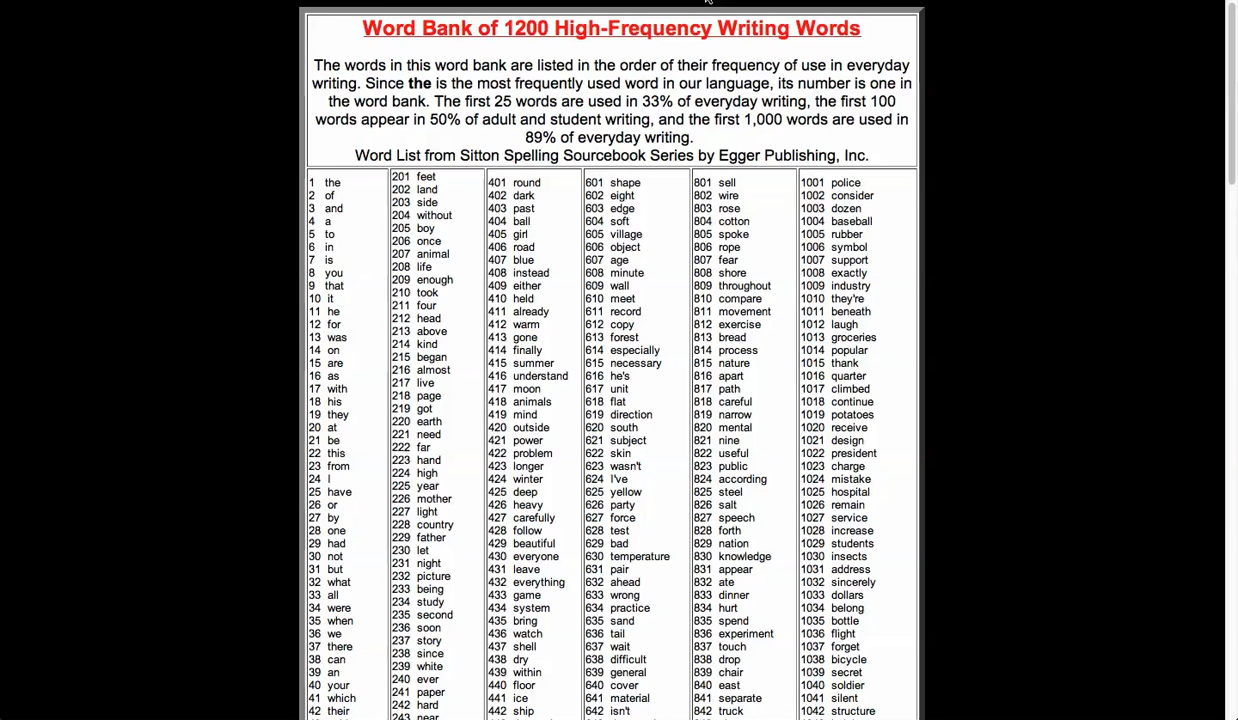 Word Bank of 1200 High-Frequency Writing Words
The words in this word bank are listed in the order of their frequency of use in everyday
writing. Since the is the most frequently used word in our language, its number is one in
the word bank. The first 25 words are used in 33% of everyday writing, the first 100
words appear in 50% of adult and student writing, and the first 1,000 words are used in
89% of everyday writing.
Word List from Sitton Spelling Sourcebook Series by Egger Publishing, Inc.
1 the
2 of
3 and
4 a
5 to
6 in
7 is
8 you
9 that
10 it
11 he
12 for
13 was
14 on
15 are
16 as
17 with
18 his
19 they
20 at
21 be
22 this
23 from
24 I
25 have
26 or
27 by
28 one
29 had
30 not
31 but
32 what
33 all
34 were
35 when
36 we
37 there
38 can
39 an
40 your
41 which
42 their
201 feet
202 land
203 side
204 without
205 boy
206 once
207 animal
208 life
209 enough
210 took
211 four
212 head
213 above
214 kind
215 began
216 almost
217 live
218 page
219 got
220 earth
221 need
222 far
223 hand
224 high
225 year
226 mother
227 light
228 country
229 father
230 let
231 night
232 picture
233 being
234 study
235 second
236 soon
237 story
238 since
239 white
240 ever
241 paper
242 hard
243 near
401 round
402 dark
403 past
404 ball
405 girl
406 road
407 blue
408 instead
409 either
410 held
411 already
412 warm
413 gone
414 finally
415 summer
416 understand
417 moon
418 animals
419 mind
420 outside
421 power
422 problem
423 longer
424 winter
425 deep
426 heavy
427 carefully
428 follow
429 beautiful
430 everyone
431 leave
432 everything
433 game
434 system
435 bring
436 watch
437 shell
438 dry
439 within
440 floor
441 ice
442 ship
601 shape
602 eight
603 edge
604 soft
605 village
606 object
607 age
608 minute
609 wall
610 meet
611 record
612 copy
613 forest
614 especially
615 necessary
616 he's
617 unit
618 flat
619 direction
620 south
621 subject
622 skin
623 wasn't
624 I've
625 yellow
626 party
627 force
628 test
629 bad
630 temperature
631 pair
632 ahead
633 wrong
634 practice
635 sand
636 tail
637 wait
638 difficult
639 general
640 cover
641 material
642 isn't
801 sell
802 wire
803 rose
804 cotton
805 spoke
806 rope
807 fear
808 shore
809 throughout
810 compare
811 movement
812 exercise
813 bread
814 process
815 nature
816 apart
817 path
818 careful
819 narrow
820 mental
821 nine
822 useful
823 public
824 according
825 steel
826 salt
827 speech
828 forth
829 nation
830 knowledge
831 appear
832 ate
833 dinner
834 hurt
835 spend
836 experiment
837 touch
838 drop
839 chair
840 east
841 separate
842 truck
1001 police
1002 consider
1003 dozen
1004 baseball
1005 rubber
1006 symbol
1007 support
1008 exactly
1009 industry
1010 they're
1011 beneath
1012 laugh
1013 groceries
1014 popular
1015 thank
1016 quarter
1017 climbed
1018 continue
1019 potatoes
1020 receive
1021 design
1022 president
1023 charge
1024 mistake
1025 hospital
1026 remain
1027 service
1028 increase
1029 students
1030 insects
1031 address
1032 sincerely
1033 dollars
1034 belong
1035 bottle
1036 flight
1037 forget
1038 bicycle
1039 secret
1040 soldier
1041 silent
1042 structure